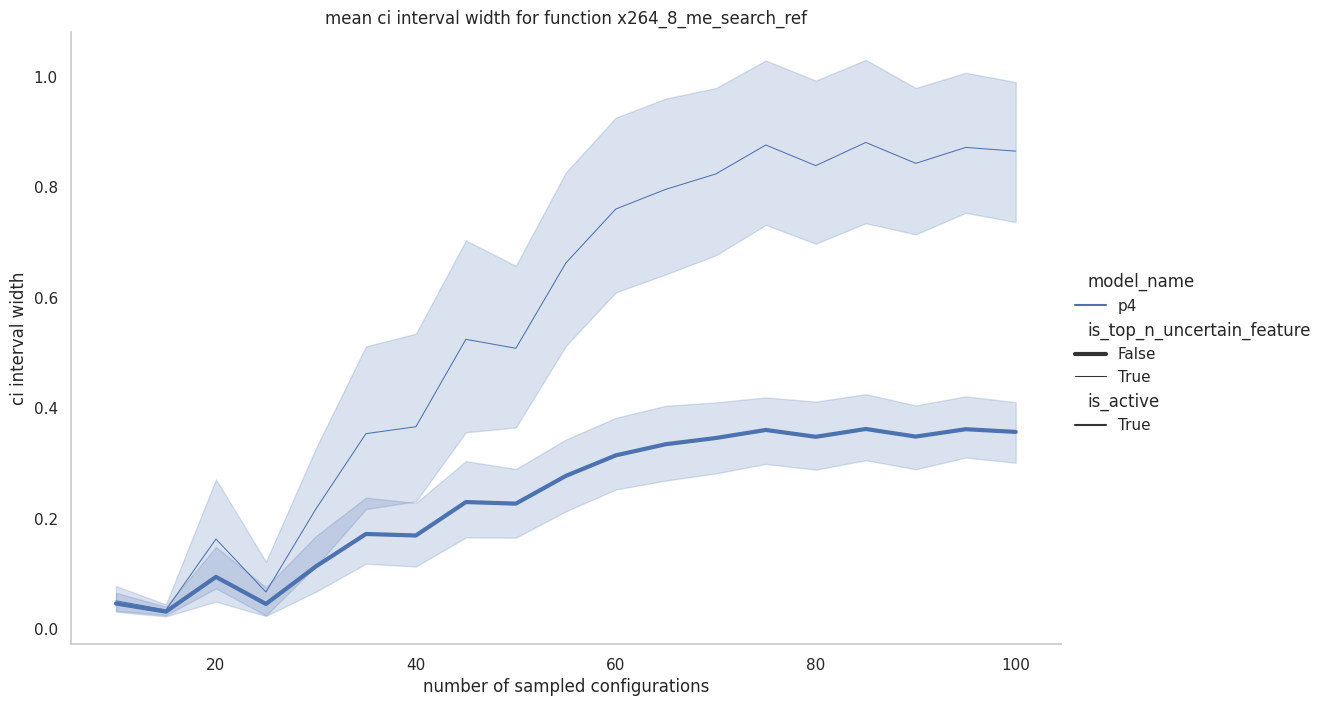 mean ci interval width for function x264_8_me_search_ref
1.0
0.8
0.6
0.4
0.2
0.0
ci interval width
20
40
60
80
100
number of sampled configurations
model_name
p4
is_top_n_uncertain_feature
False
True
is_active
True